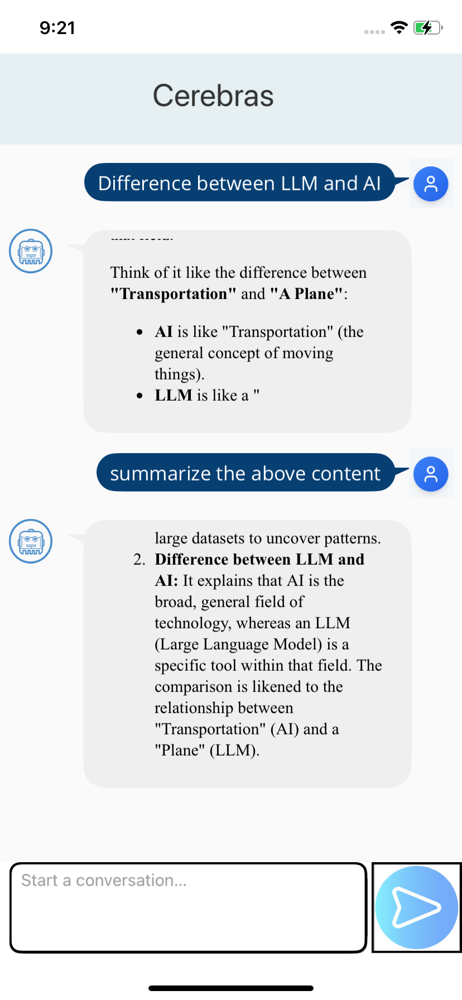 9:21
Cerebras
Difference between LLM and AI
Think of it like the difference between
"Transportation" and "A Plane":
• AI is like "Transportation" (the
general concept of moving
things).
• LLM is like a "
summarize the above content
large datasets to uncover patterns.
2. Difference between LLM and
AI: It explains that AI is the
broad, general field of
technology, whereas an LLM
(Large Language Model) is a
specific tool within that field. The
comparison is likened to the
relationship between
"Transportation" (AI) and a
"Plane" (LLM).
Start a conversation...